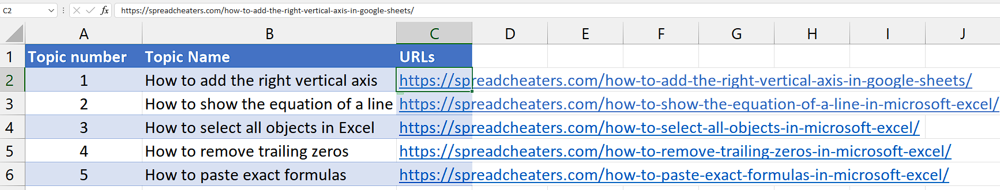 C2 fx https://spreadcheaters.com/how-to-add-the-right-vertical-axis-in-google-sheets/
A B C D E F G H I J
1 Topic number Topic Name URLs
2 1 How to add the right vertical axis https://spreadcheaters.com/how-to-add-the-right-vertical-axis-in-google-sheets/
3 2 How to show the equation of a line https://spreadcheaters.com/how-to-show-the-equation-of-a-line-in-microsoft-excel/
4 3 How to select all objects in Excel https://spreadcheaters.com/how-to-select-all-objects-in-microsoft-excel/
5 4 How to remove trailing zeros https://spreadcheaters.com/how-to-remove-trailing-zeros-in-microsoft-excel/
6 5 How to paste exact formulas https://spreadcheaters.com/how-to-paste-exact-formulas-in-microsoft-excel/